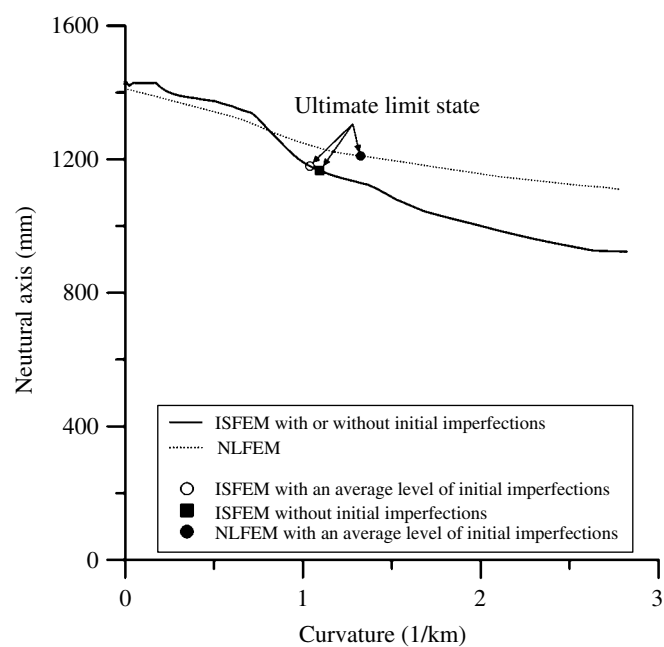 1600
1200
800
400
0
Neutural axis (mm)
Ultimate limit state
ISFEM with or without initial imperfections
NLFEM
ISFEM with an average level of initial imperfections
ISFEM without initial imperfections
NLFEM with an average level of initial imperfections
0 1 2 3
Curvature (1/km)